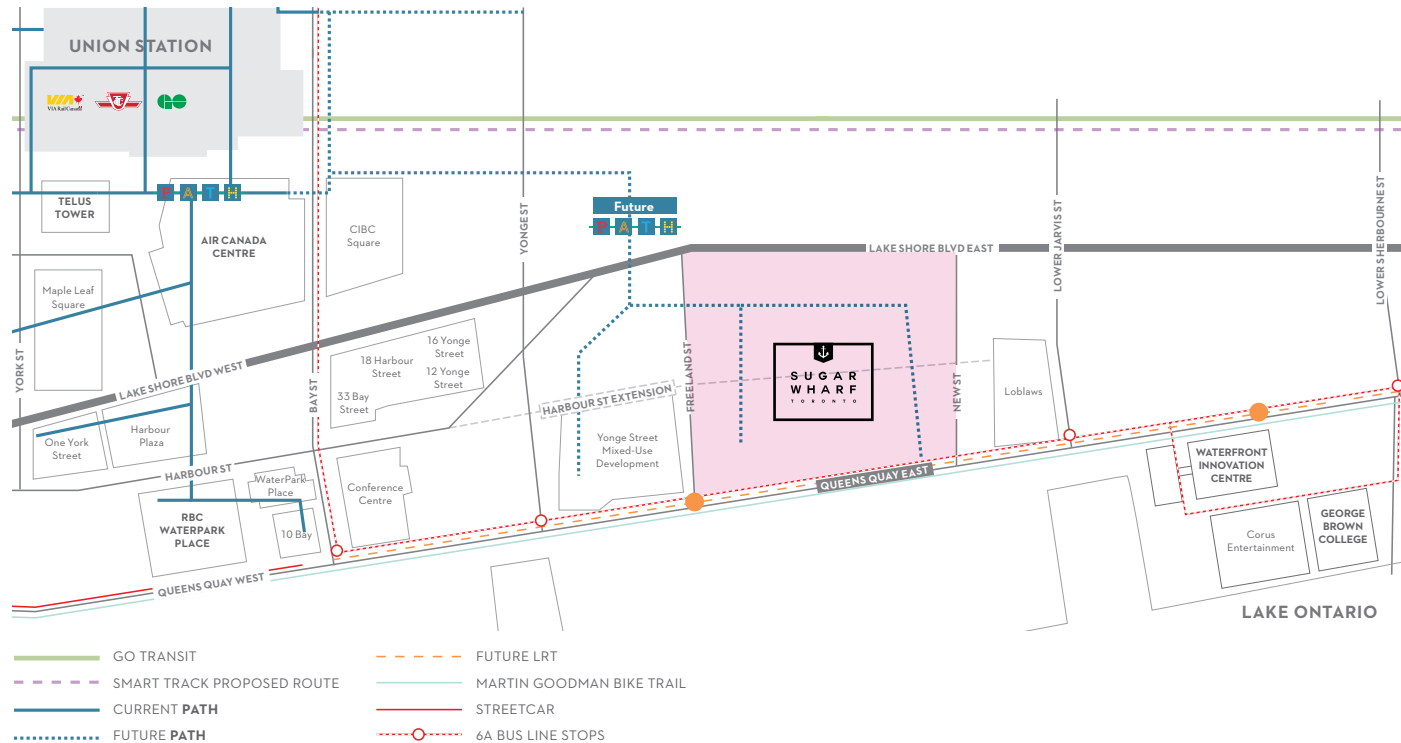 UNION STATION
VIA
VIA Rail Canada
TTC
GO
TELUS
TOWER
P A T H
AIR CANADA
CENTRE
CIBC
Square
YONGE ST
Future
P A T H
LAKE SHORE BLVD EAST
LOWER JARVIS ST
LOWER SHERBOURNE ST
Maple Leaf
Square
YORK ST
LAKE SHORE BLVD WEST
BAY ST
16 Yonge
Street
18 Harbour
Street
12 Yonge
Street
33 Bay
Street
HARBOUR ST EXTENSION
FREELAND ST
SUGAR
WHARF
TORONTO
NEW ST
Loblaws
One York
Street
Harbour
Plaza
HARBOUR ST
WaterPark
Place
Conference
Centre
Yonge Street
Mixed-Use
Development
QUEENS QUAY EAST
WATERFRONT
INNOVATION
CENTRE
RBC
WATERPARK
PLACE
10 Bay
Corus
Entertainment
GEORGE
BROWN
COLLEGE
QUEENS QUAY WEST
LAKE ONTARIO
GO TRANSIT
SMART TRACK PROPOSED ROUTE
CURRENT PATH
FUTURE PATH
FUTURE LRT
MARTIN GOODMAN BIKE TRAIL
STREETCAR
6A BUS LINE STOPS